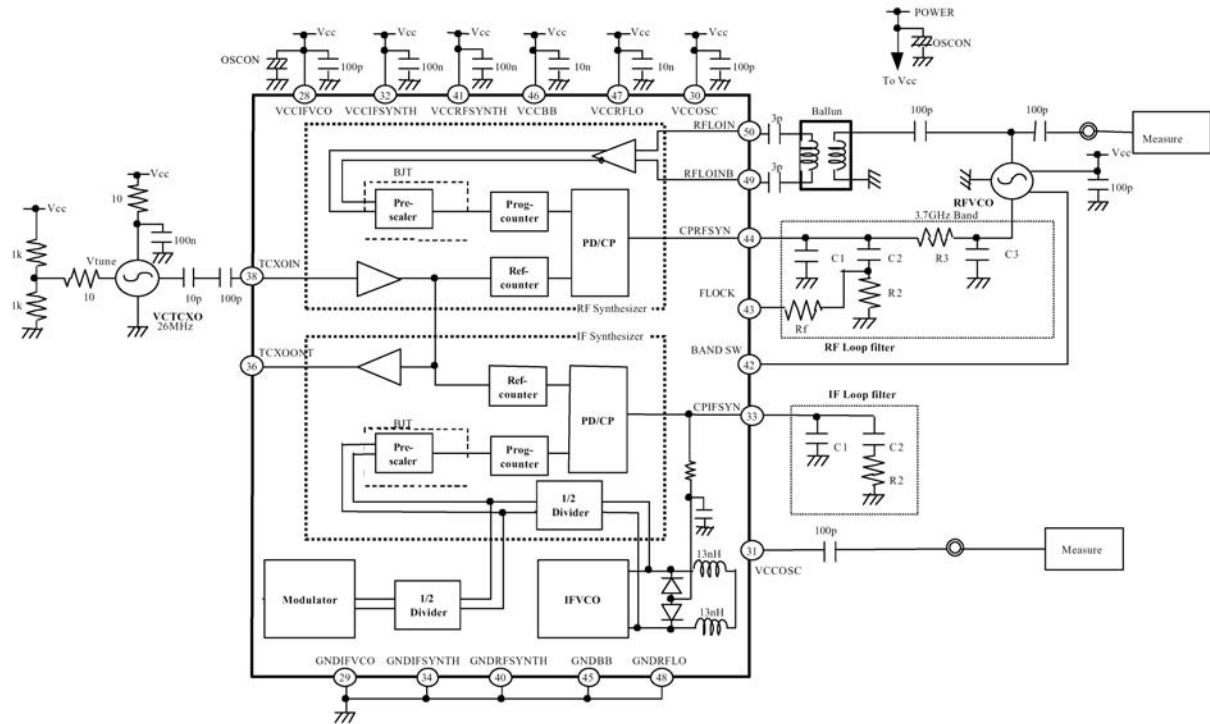 POWER
OSCON
To Vcc
Vcc
Vcc
Vcc
Vcc
Vcc
Vcc
OSCON
100p
100n
100n
10n
10n
100p
28
32
41
46
47
30
VCCIFVCO
VCCIFSYNTH
VCCRFSYNTH
VCCBB
VCCRFLO
VCCOSC
RFLOIN
50
3p
Ballun
100p
100p
Measure
RFLOINB
49
3p
RFVCO
Vcc
100p
3.7GHz Band
BJT
Pre-
scaler
Prog-
counter
PD/CP
Ref-
counter
RF Synthesizer
CPRFSYN
44
C1
C2
R3
C3
R2
FLOCK
43
Rf
RF Loop filter
BAND SW
42
Vcc
10
100n
Vcc
1k
1k
Vtune
10
VCTCXO
26MHz
10p
100p
38
TCXOIN
36
TCXOONT
IF Synthesizer
Ref-
counter
PD/CP
BJT
Pre-
scaler
Prog-
counter
1/2
Divider
CPIFSYN
33
IF Loop filter
C1
C2
R2
31
VCCOSC
100p
Measure
Modulator
1/2
Divider
IFVCO
13nH
13nH
GNDIFVCO
GNDIFSYNTH
GNDRFSYNTH
GNDBB
GNDRFLO
29
34
40
45
48